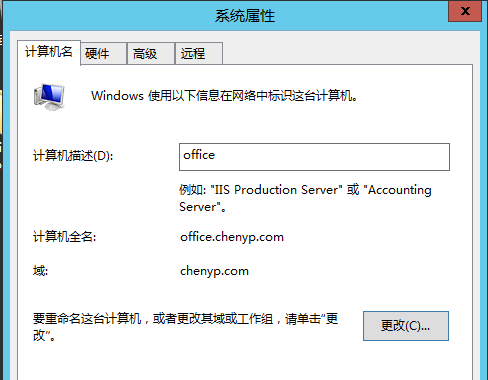 系统属性
x
计算机名 硬件 高级 远程
Windows 使用以下信息在网络中标识这台计算机。
计算机描述(D): office
例如: "IIS Production Server" 或 "Accounting
Server"。
计算机全名: office.chenyp.com
域: chenyp.com
要重命名这台计算机，或者更改其域或工作组，请单击"更
改"。
更改(C)...